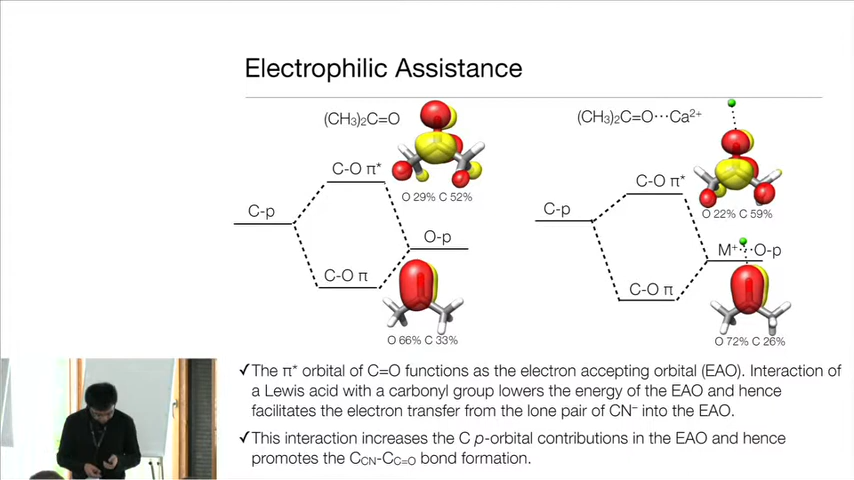 Electrophilic Assistance
(CH₃)₂C=O
C-O π*
O 29% C 52%
C-p
O-p
C-O π
O 66% C 33%
(CH₃)₂C=O⋯Ca²⁺
C-O π*
O 22% C 59%
C-p
M⁺⋯O-p
C-O π
O 72% C 26%
✓The π* orbital of C=O functions as the electron accepting orbital (EAO). Interaction of
a Lewis acid with a carbonyl group lowers the energy of the EAO and hence
facilitates the electron transfer from the lone pair of CN⁻ into the EAO.
✓This interaction increases the C p-orbital contributions in the EAO and hence
promotes the C_CN-C_C=O bond formation.